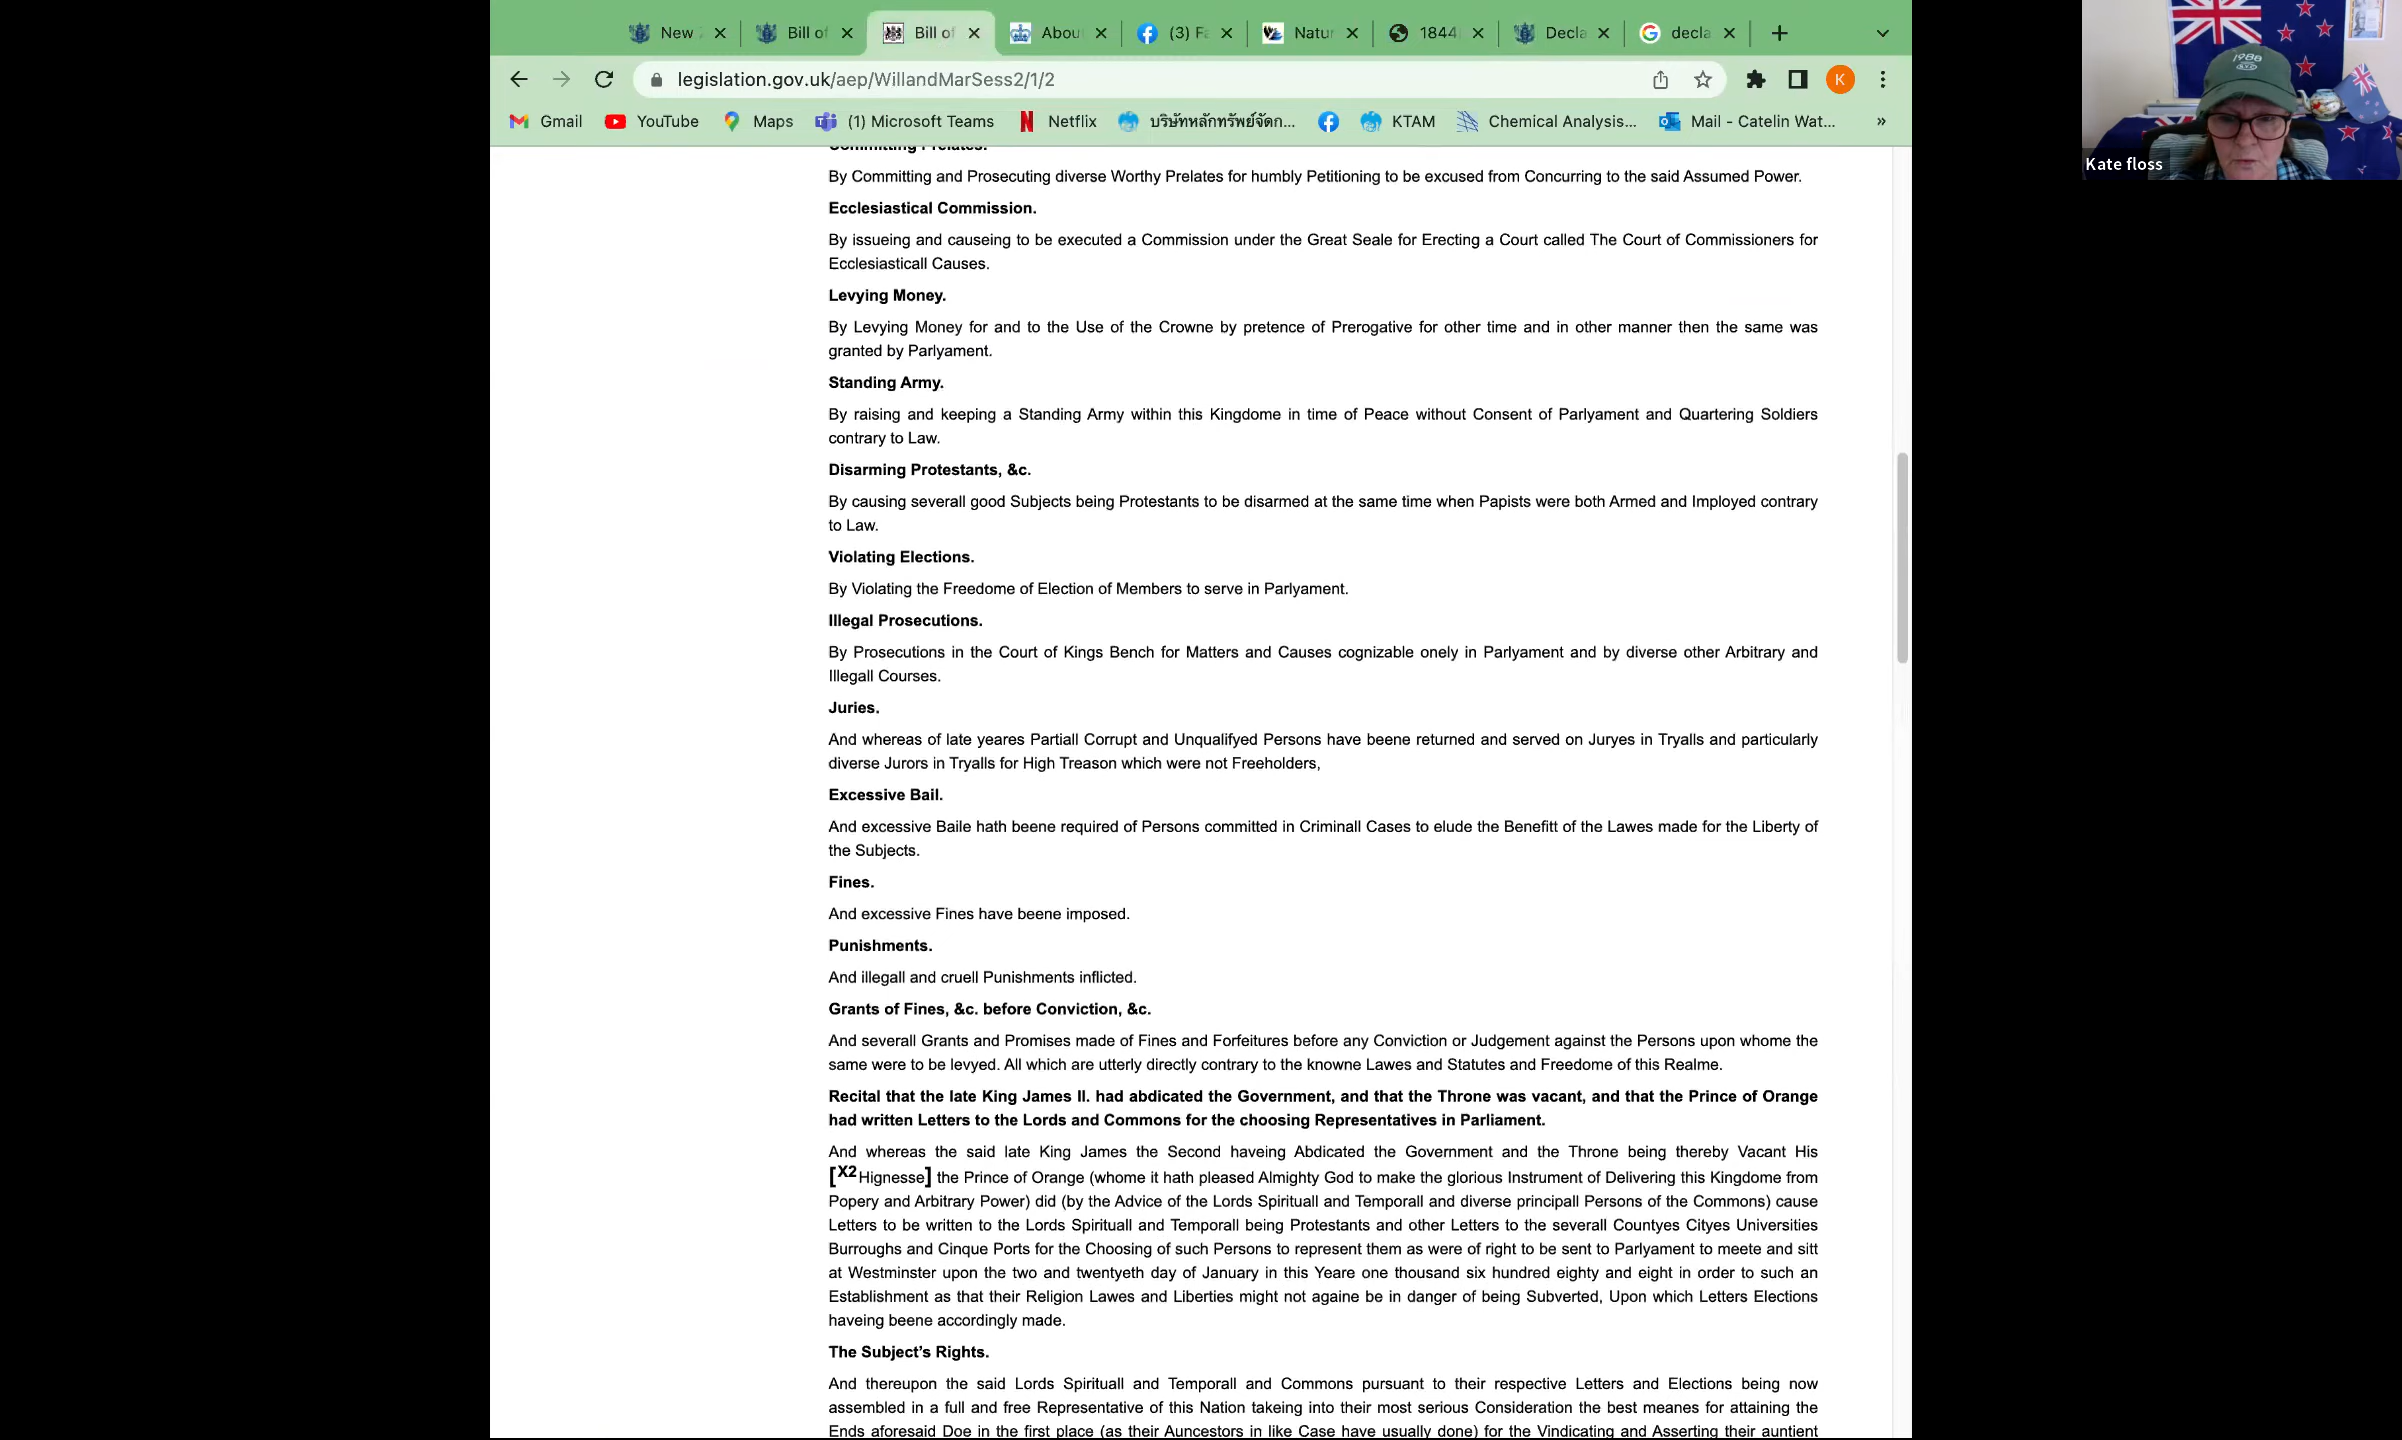 New
Bill of
Bill of
Abou
(3) Fa
Natur
1844
Decla
decla
legislation.gov.uk/aep/WillandMarSess2/1/2
K
Gmail
YouTube
Maps
(1) Microsoft Teams
Netflix
บริษัทหลักทรัพย์จัดก...
KTAM
Chemical Analysis...
Mail - Catelin Wat...
»
1986
Kate floss
Committing Prelates.
By Committing and Prosecuting diverse Worthy Prelates for humbly Petitioning to be excused from Concurring to the said Assumed Power.
Ecclesiastical Commission.
By issueing and causeing to be executed a Commission under the Great Seale for Erecting a Court called The Court of Commissioners for
Ecclesiasticall Causes.
Levying Money.
By Levying Money for and to the Use of the Crowne by pretence of Prerogative for other time and in other manner then the same was
granted by Parlyament.
Standing Army.
By raising and keeping a Standing Army within this Kingdome in time of Peace without Consent of Parlyament and Quartering Soldiers
contrary to Law.
Disarming Protestants, &c.
By causing severall good Subjects being Protestants to be disarmed at the same time when Papists were both Armed and Imployed contrary
to Law.
Violating Elections.
By Violating the Freedome of Election of Members to serve in Parlyament.
Illegal Prosecutions.
By Prosecutions in the Court of Kings Bench for Matters and Causes cognizable onely in Parlyament and by diverse other Arbitrary and
Illegall Courses.
Juries.
And whereas of late yeares Partiall Corrupt and Unqualifyed Persons have beene returned and served on Juryes in Tryalls and particularly
diverse Jurors in Tryalls for High Treason which were not Freeholders,
Excessive Bail.
And excessive Baile hath beene required of Persons committed in Criminall Cases to elude the Benefitt of the Lawes made for the Liberty of
the Subjects.
Fines.
And excessive Fines have beene imposed.
Punishments.
And illegall and cruell Punishments inflicted.
Grants of Fines, &c. before Conviction, &c.
And severall Grants and Promises made of Fines and Forfeitures before any Conviction or Judgement against the Persons upon whome the
same were to be levyed. All which are utterly directly contrary to the knowne Lawes and Statutes and Freedome of this Realme.
Recital that the late King James II. had abdicated the Government, and that the Throne was vacant, and that the Prince of Orange
had written Letters to the Lords and Commons for the choosing Representatives in Parliament.
And whereas the said late King James the Second haveing Abdicated the Government and the Throne being thereby Vacant His
[X2Hignesse] the Prince of Orange (whome it hath pleased Almighty God to make the glorious Instrument of Delivering this Kingdome from
Popery and Arbitrary Power) did (by the Advice of the Lords Spirituall and Temporall and diverse principall Persons of the Commons) cause
Letters to be written to the Lords Spirituall and Temporall being Protestants and other Letters to the severall Countyes Cityes Universities
Burroughs and Cinque Ports for the Choosing of such Persons to represent them as were of right to be sent to Parlyament to meete and sitt
at Westminster upon the two and twentyeth day of January in this Yeare one thousand six hundred eighty and eight in order to such an
Establishment as that their Religion Lawes and Liberties might not againe be in danger of being Subverted, Upon which Letters Elections
haveing beene accordingly made.
The Subject’s Rights.
And thereupon the said Lords Spirituall and Temporall and Commons pursuant to their respective Letters and Elections being now
assembled in a full and free Representative of this Nation takeing into their most serious Consideration the best meanes for attaining the
Ends aforesaid Doe in the first place (as their Auncestors in like Case have usually done) for the Vindicating and Asserting their auntient